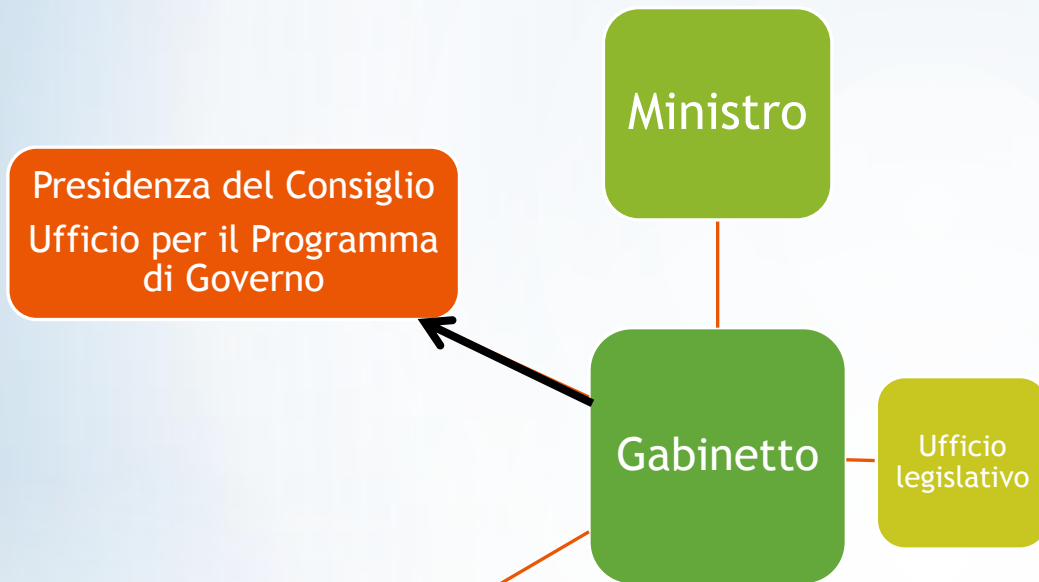 Ministro
Presidenza del Consiglio
Ufficio per il Programma
di Governo
Gabinetto
Ufficio
legislativo